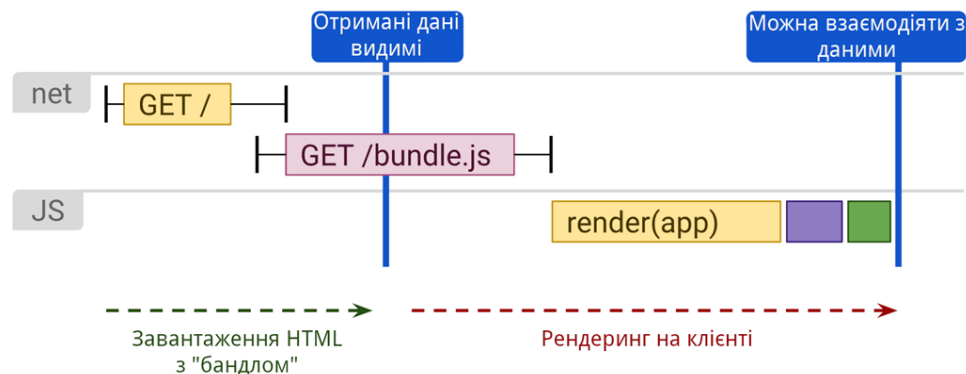 Отримані дані
видимі
Можна взаємодіяти з
даними
net
GET /
GET /bundle.js
JS
render(app)
Завантаження HTML
з "бандлом"
Рендеринг на клієнті